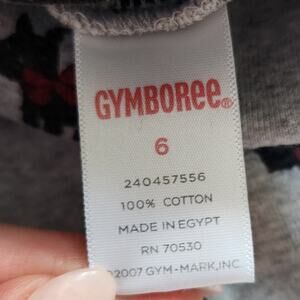 GYMBOREE®
6
240457556
100% COTTON
MADE IN EGYPT
RN 70530
©2007 GYM-MARK, INC.